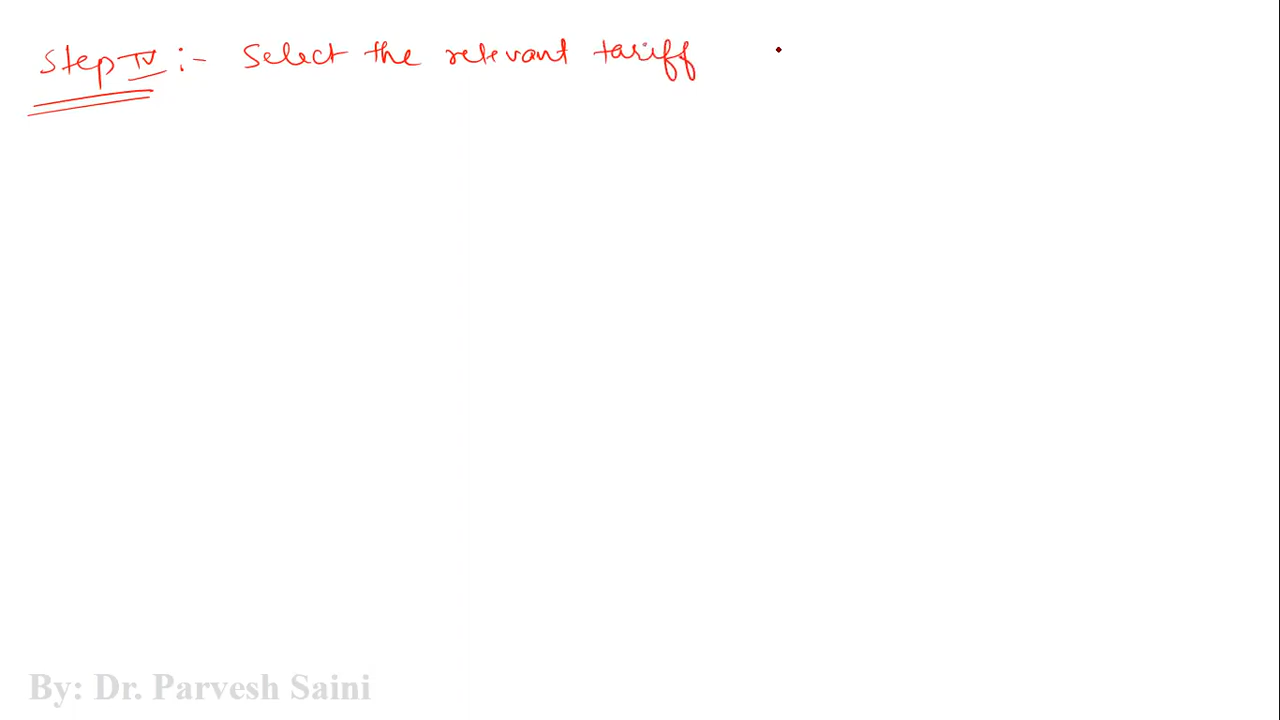 Step IV :- Select the relevant tariff
By: Dr. Parvesh Saini